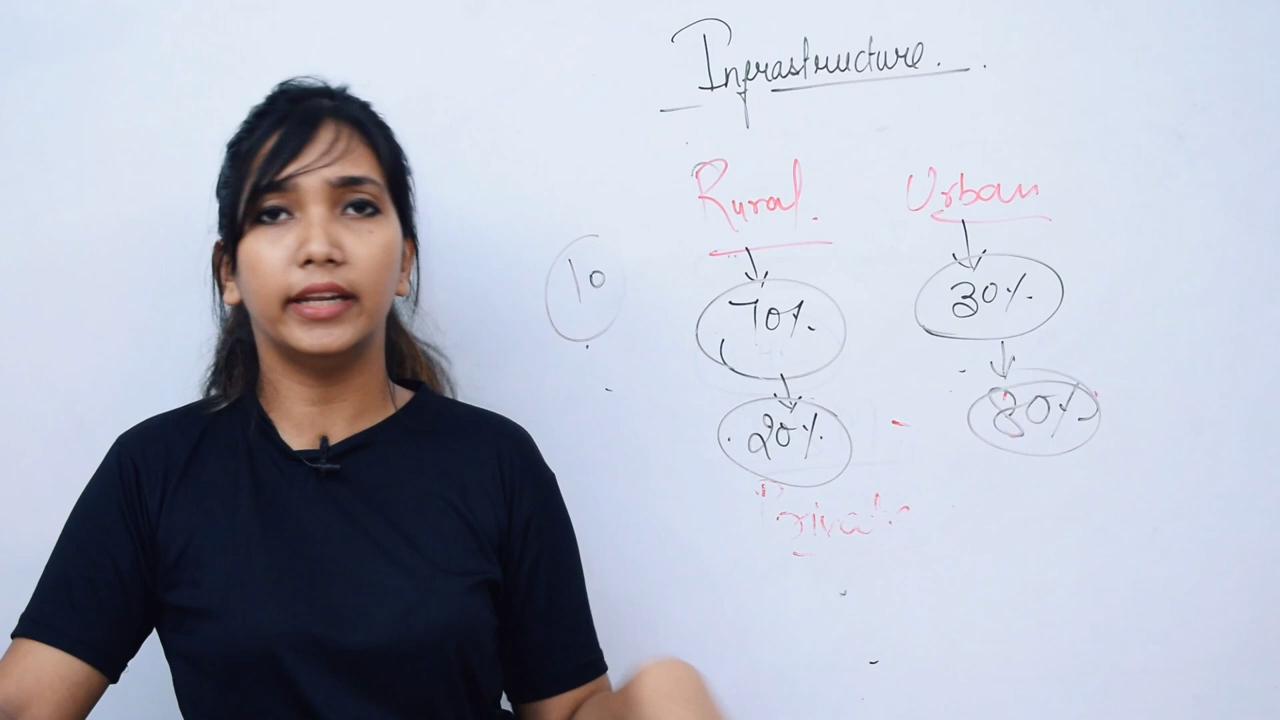 Infrastructure.
Rural. Urban
10 70% 30%
20% 80%
Private